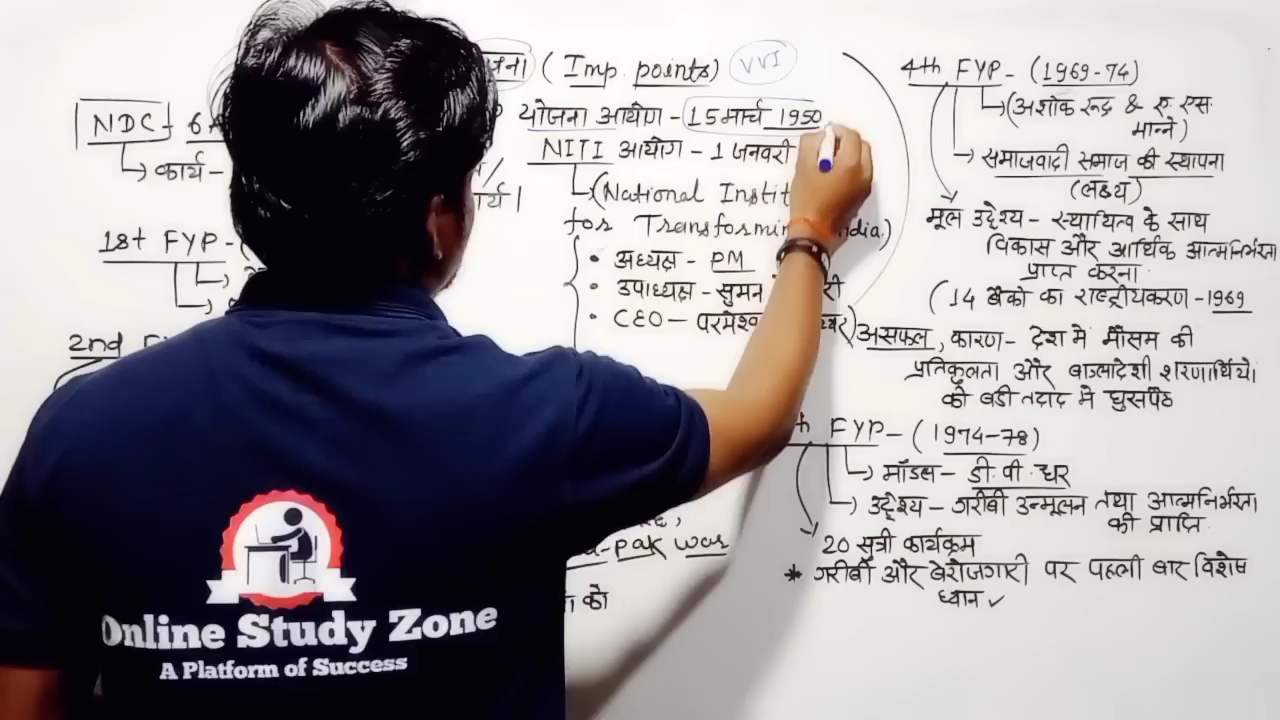 (Imp. points) VVI
NDC - 6
कार्य -
योजना आयोग - 15 मार्च 1950
NITI आयोग - 1 जनवरी
(National Instit
for Transformin
• अध्यक्ष - PM
• उपाध्यक्ष - सुमन
• CEO - परमेश्व
1st FYP -
2nd
-pak war
को
4th FYP - (1969-74)
(अशोक रूद्र & ए. एस.
मान्ने)
समाजवादी समाज की स्थापना
(लक्ष्य)
मूल उद्देश्य - स्थायित्व के साथ
विकास और आर्थिक आत्मनिर्भरता
प्राप्त करना.
(14 बैंको का राष्ट्रीयकरण - 1969
असफल, कारण - देश मे मौसम की
प्रतिकूलता और बाग्लादेशी शरणार्थियो
की बडी तदाद मे घुसपैठ
FYP - (1974-78)
मॉडल - डी. पी. धर
उद्देश्य - गरीबी उन्मूलन तथा आत्मनिर्भरता
की प्राप्ति.
20 सूत्री कार्यक्रम
* गरीबी और बेरोजगारी पर पहली बार विशेष
ध्यान ✓
Online Study Zone
A Platform of Success